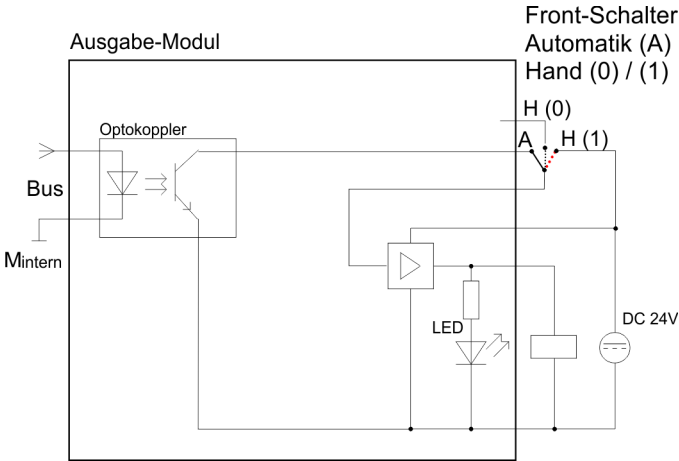 Front-Schalter
Automatik (A)
Hand (0) / (1)
Ausgabe-Modul
H (0)
A
H (1)
Optokoppler
Bus
Mintern
LED
DC 24V